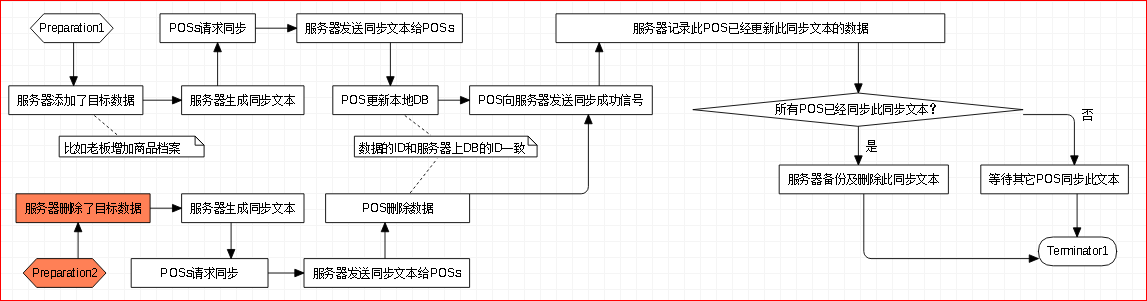 Preparation1
POSs请求同步
服务器发送同步文本给POSs
服务器记录此POS已经更新此同步文本的数据
服务器添加了目标数据
服务器生成同步文本
POS更新本地DB
POS向服务器发送同步成功信号
所有POS已经同步此同步文本?
否
比如老板增加商品档案
数据的ID和服务器上DB的ID一致
是
服务器备份及删除此同步文本
等待其它POS同步此文本
服务器删除了目标数据
服务器生成同步文本
POS删除数据
Terminator1
Preparation2
POSs请求同步
服务器发送同步文本给POSs